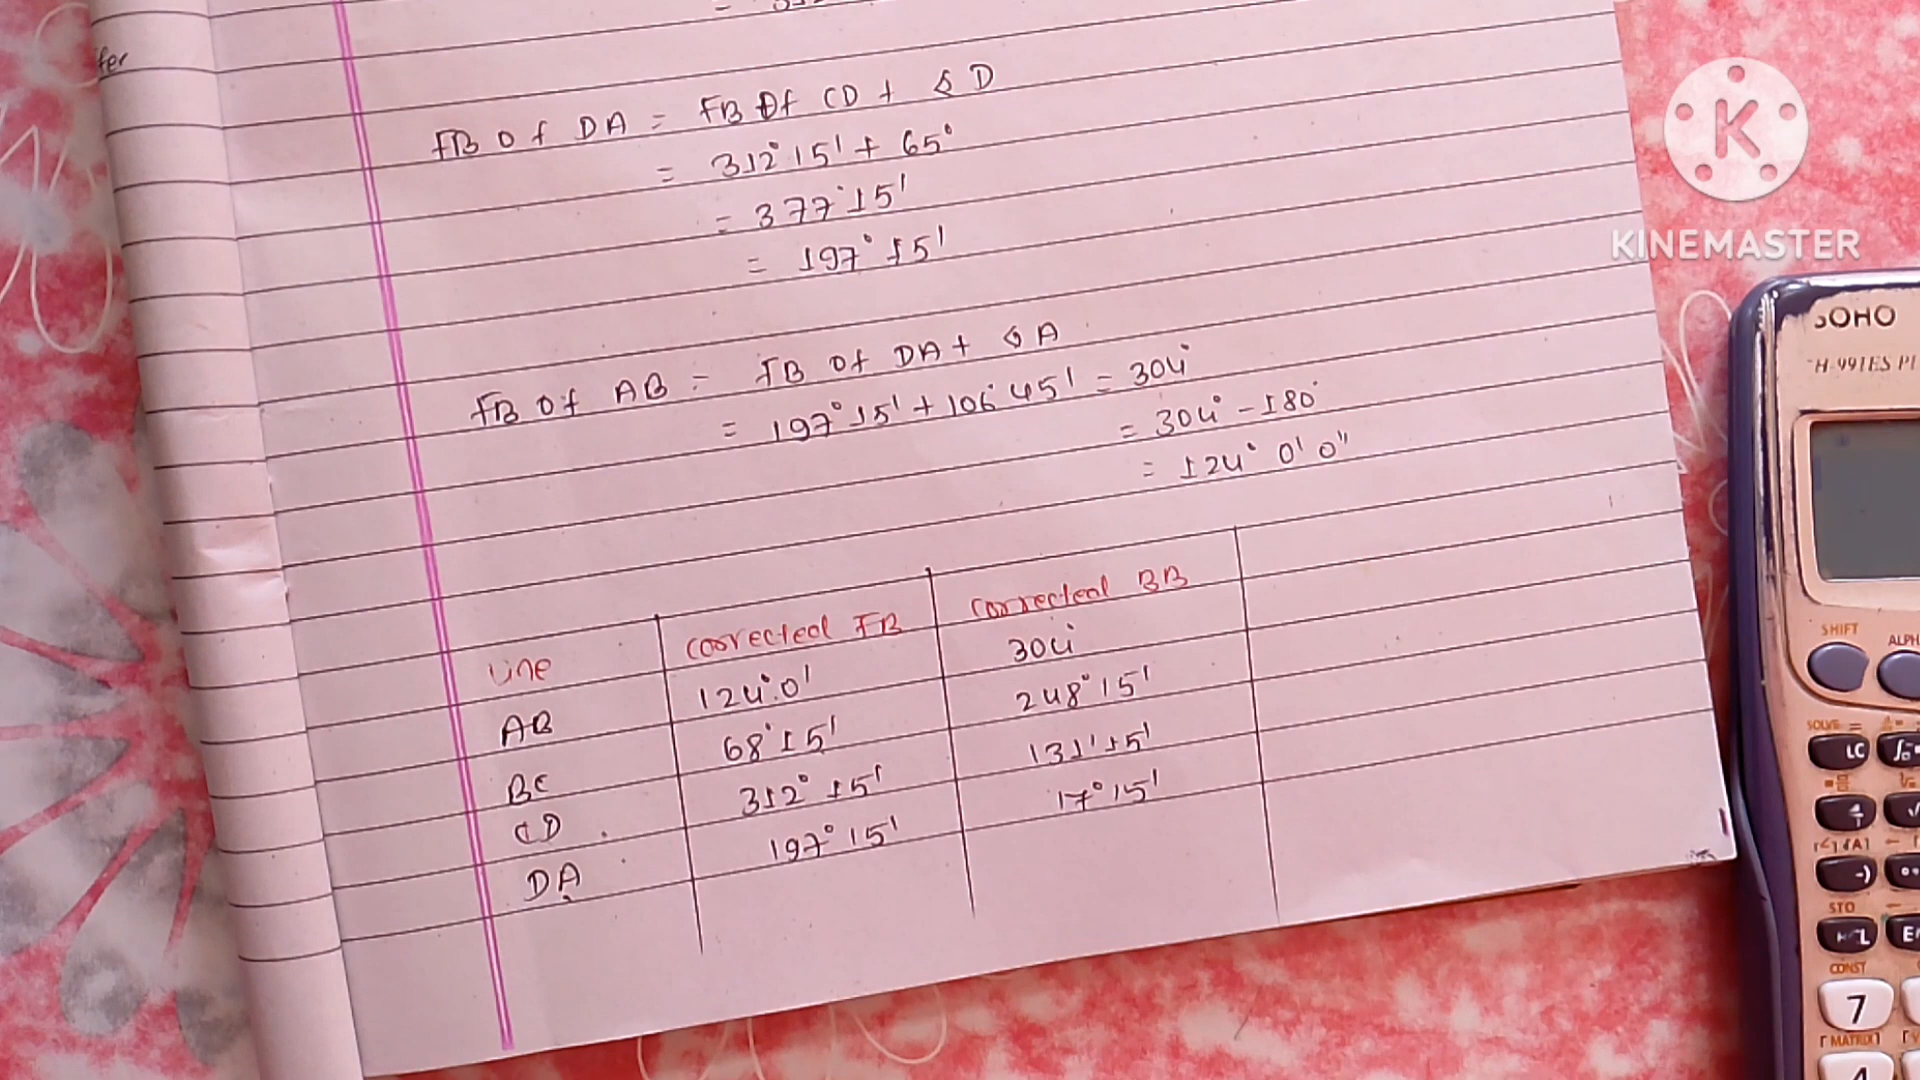 fer
FB Of DA = FB Of CD + ∠D
= 312°15' + 65°
= 377°15'
= 197°15'
FB Of AB = FB Of DA + ∠A
= 197°15' + 106°45' = 304°
= 304° - 180°
= 124° 0' 0"
Line corrected FB corrected BB
AB 124°.0' 304°
BC 68°15' 248°15'
CD 312°15' 131'15'
DA 197°15' 17°15'
K
KINEMASTER
SOHO
SHIFT
SOLVE =
LC
STO
CONST
7